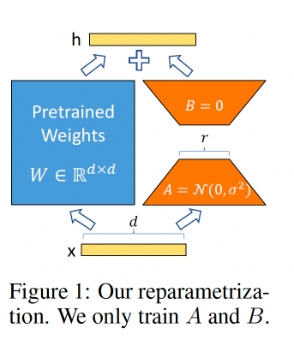 h
Pretrained
Weights
W ∈ ℝ^{d×d}
B = 0
r
A = 𝒩(0, σ²)
d
x
Figure 1: Our reparametriza-
tion. We only train A and B.